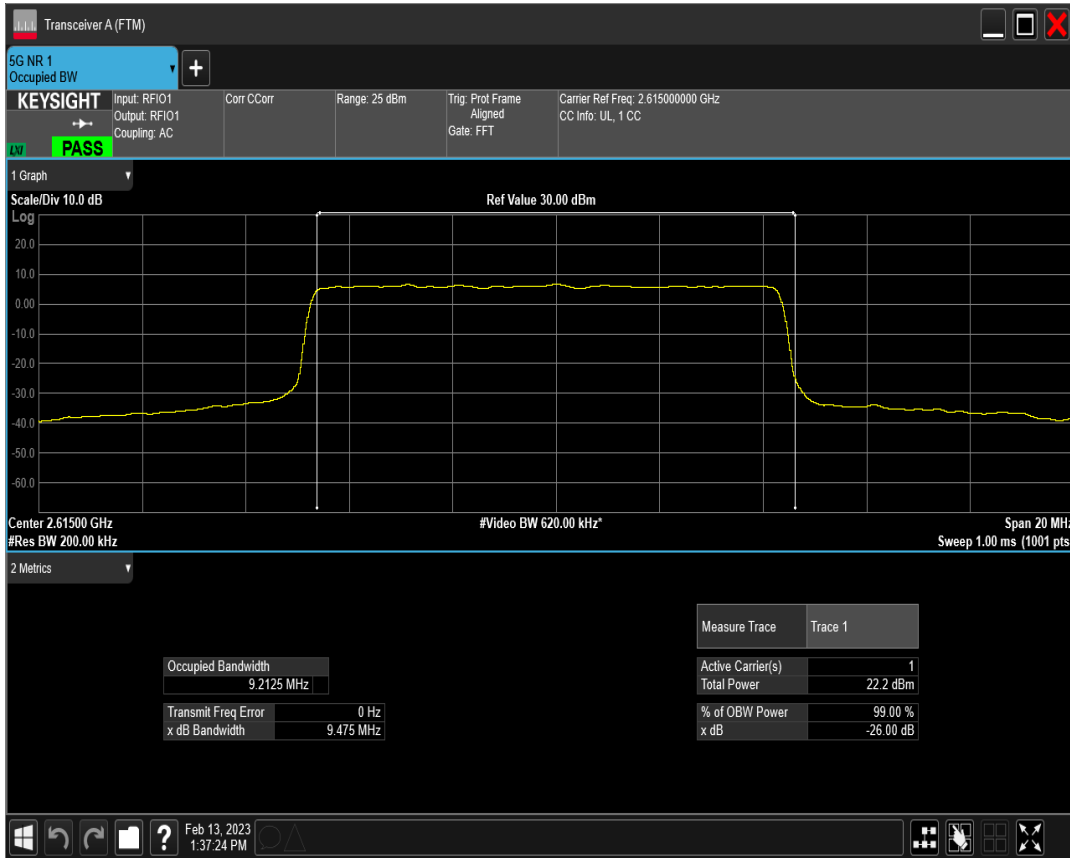 Transceiver A (FTM)
5G NR 1
Occupied BW
+
KEYSIGHT
LXI
PASS
Input: RFIO1
Output: RFIO1
Coupling: AC
Corr CCorr
Range: 25 dBm
Trig: Prot Frame
Aligned
Gate: FFT
Carrier Ref Freq: 2.615000000 GHz
CC Info: UL, 1 CC
1 Graph
Scale/Div 10.0 dB
Ref Value 30.00 dBm
Log
20.0
10.0
0.00
-10.0
-20.0
-30.0
-40.0
-50.0
-60.0
Center 2.61500 GHz
#Video BW 620.00 kHz*
Span 20 MHz
#Res BW 200.00 kHz
Sweep 1.00 ms (1001 pts
2 Metrics
Measure Trace Trace 1
Occupied Bandwidth
9.2125 MHz
Active Carrier(s) 1
Total Power 22.2 dBm
Transmit Freq Error 0 Hz
x dB Bandwidth 9.475 MHz
% of OBW Power 99.00 %
x dB -26.00 dB
?
Feb 13, 2023
1:37:24 PM